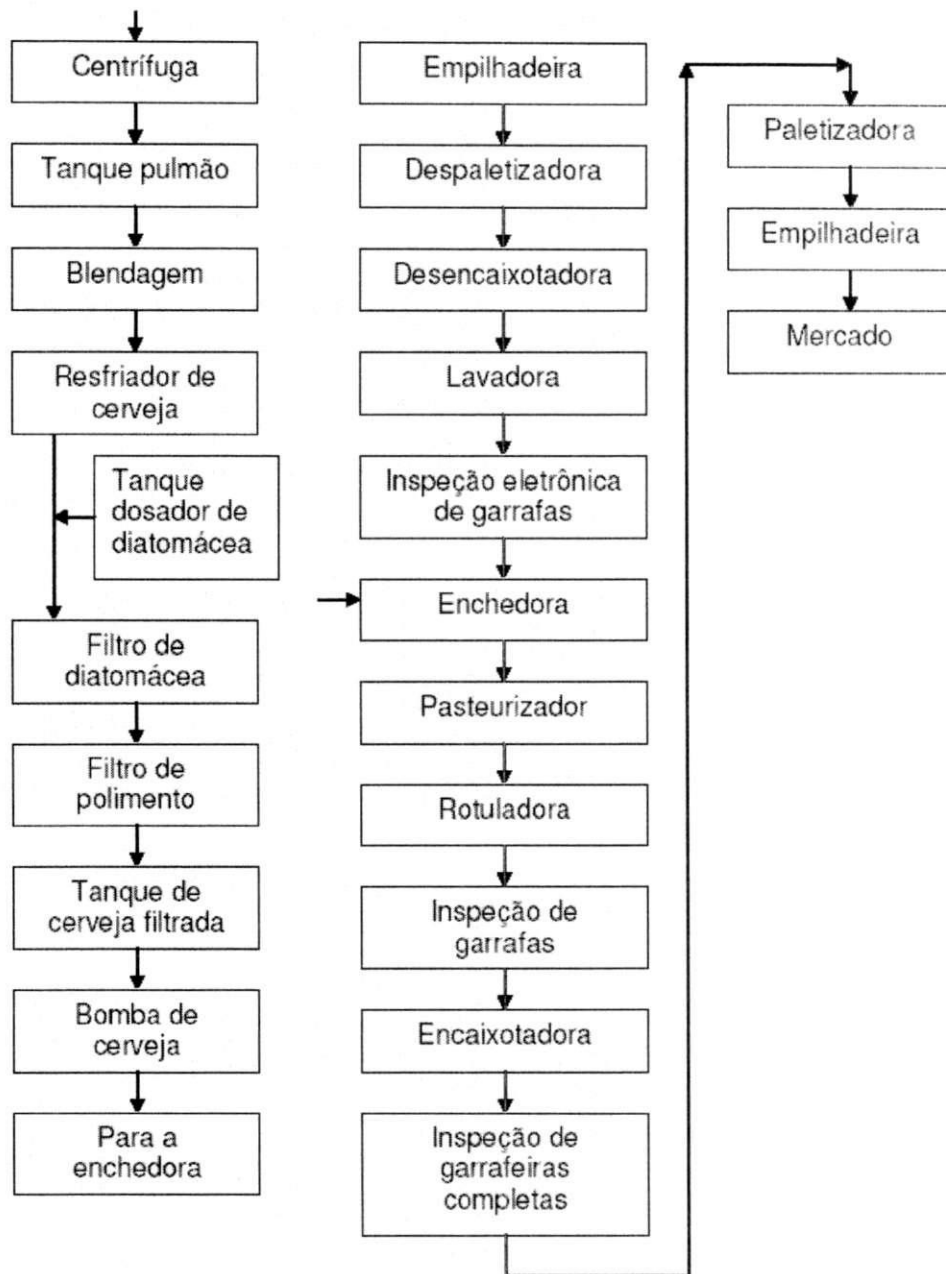 Centrífuga
Tanque pulmão
Blendagem
Resfriador de
cerveja
Tanque
dosador de
diatomácea
Filtro de
diatomácea
Filtro de
polimento
Tanque de
cerveja filtrada
Bomba de
cerveja
Para a
enchedora
Empilhadeira
Despaletizadora
Desencaixotadora
Lavadora
Inspeção eletrônica
de garrafas
Enchedora
Pasteurizador
Rotuladora
Inspeção de
garrafas
Encaixotadora
Inspeção de
garrafeiras
completas
Paletizadora
Empilhadeira
Mercado